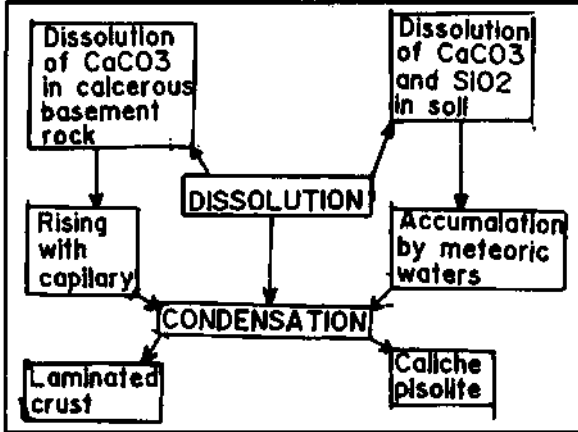 Dissolution
of CaCO3
in calcerous
basement
rock
Dissolution
of CaCO3
and SiO2
in soil
DISSOLUTION
Rising
with
capilary
Accumalation
by meteoric
waters
CONDENSATION
Laminated
crust
Caliche
pisolite